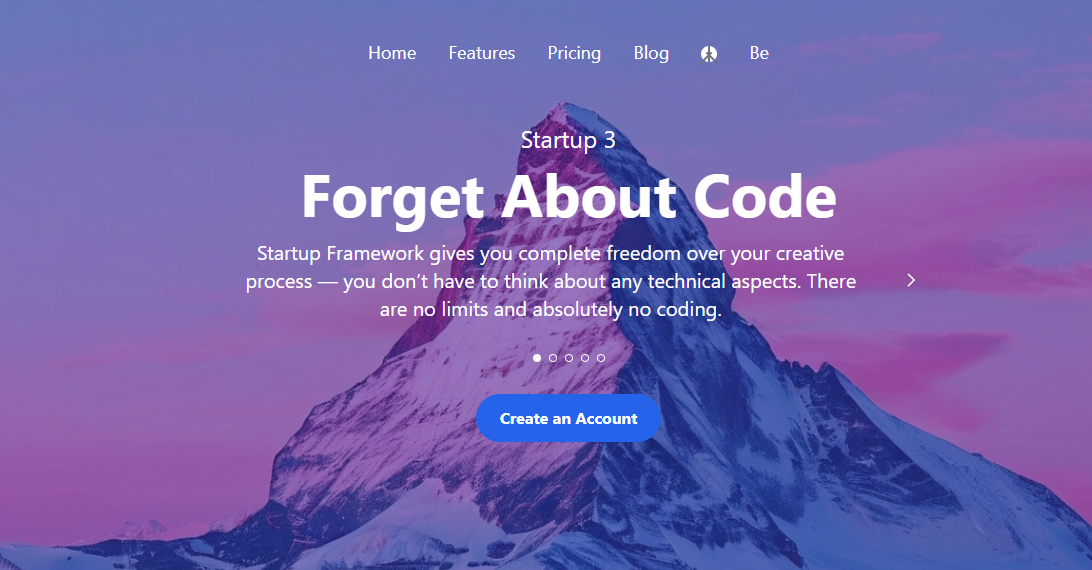 Home Features Pricing Blog Be
Startup 3
Forget About Code
Startup Framework gives you complete freedom over your creative
process — you don’t have to think about any technical aspects. There
are no limits and absolutely no coding.
Create an Account